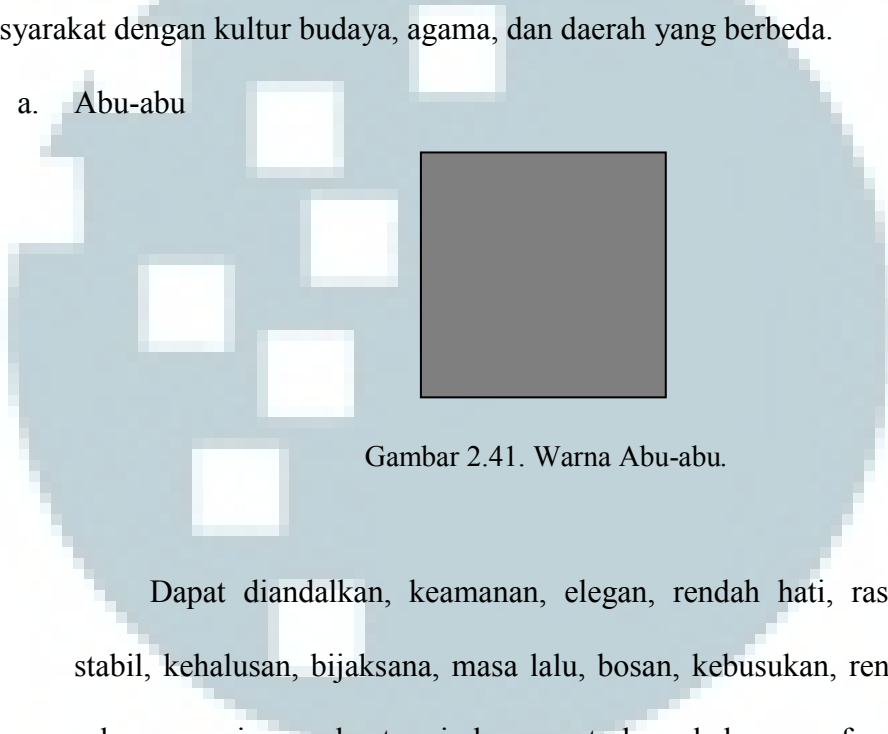 syarakat dengan kultur budaya, agama, dan daerah yang berbeda.
a. Abu-abu
Gambar 2.41. Warna Abu-abu.
Dapat diandalkan, keamanan, elegan, rendah hati, ras
stabil, kehalusan, bijaksana, masa lalu, bosan, kebusukan, ren